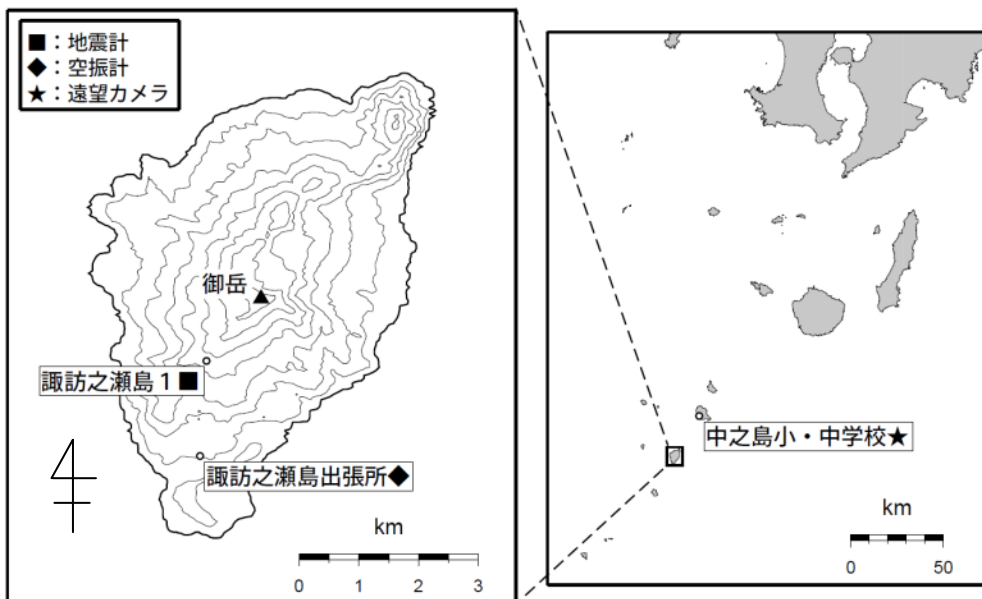 ■：地震計
◆：空振計
★：遠望カメラ
御岳
諏訪之瀬島１■
諏訪之瀬島出張所◆
km
0 1 2 3
中之島小・中学校★
km
0 50